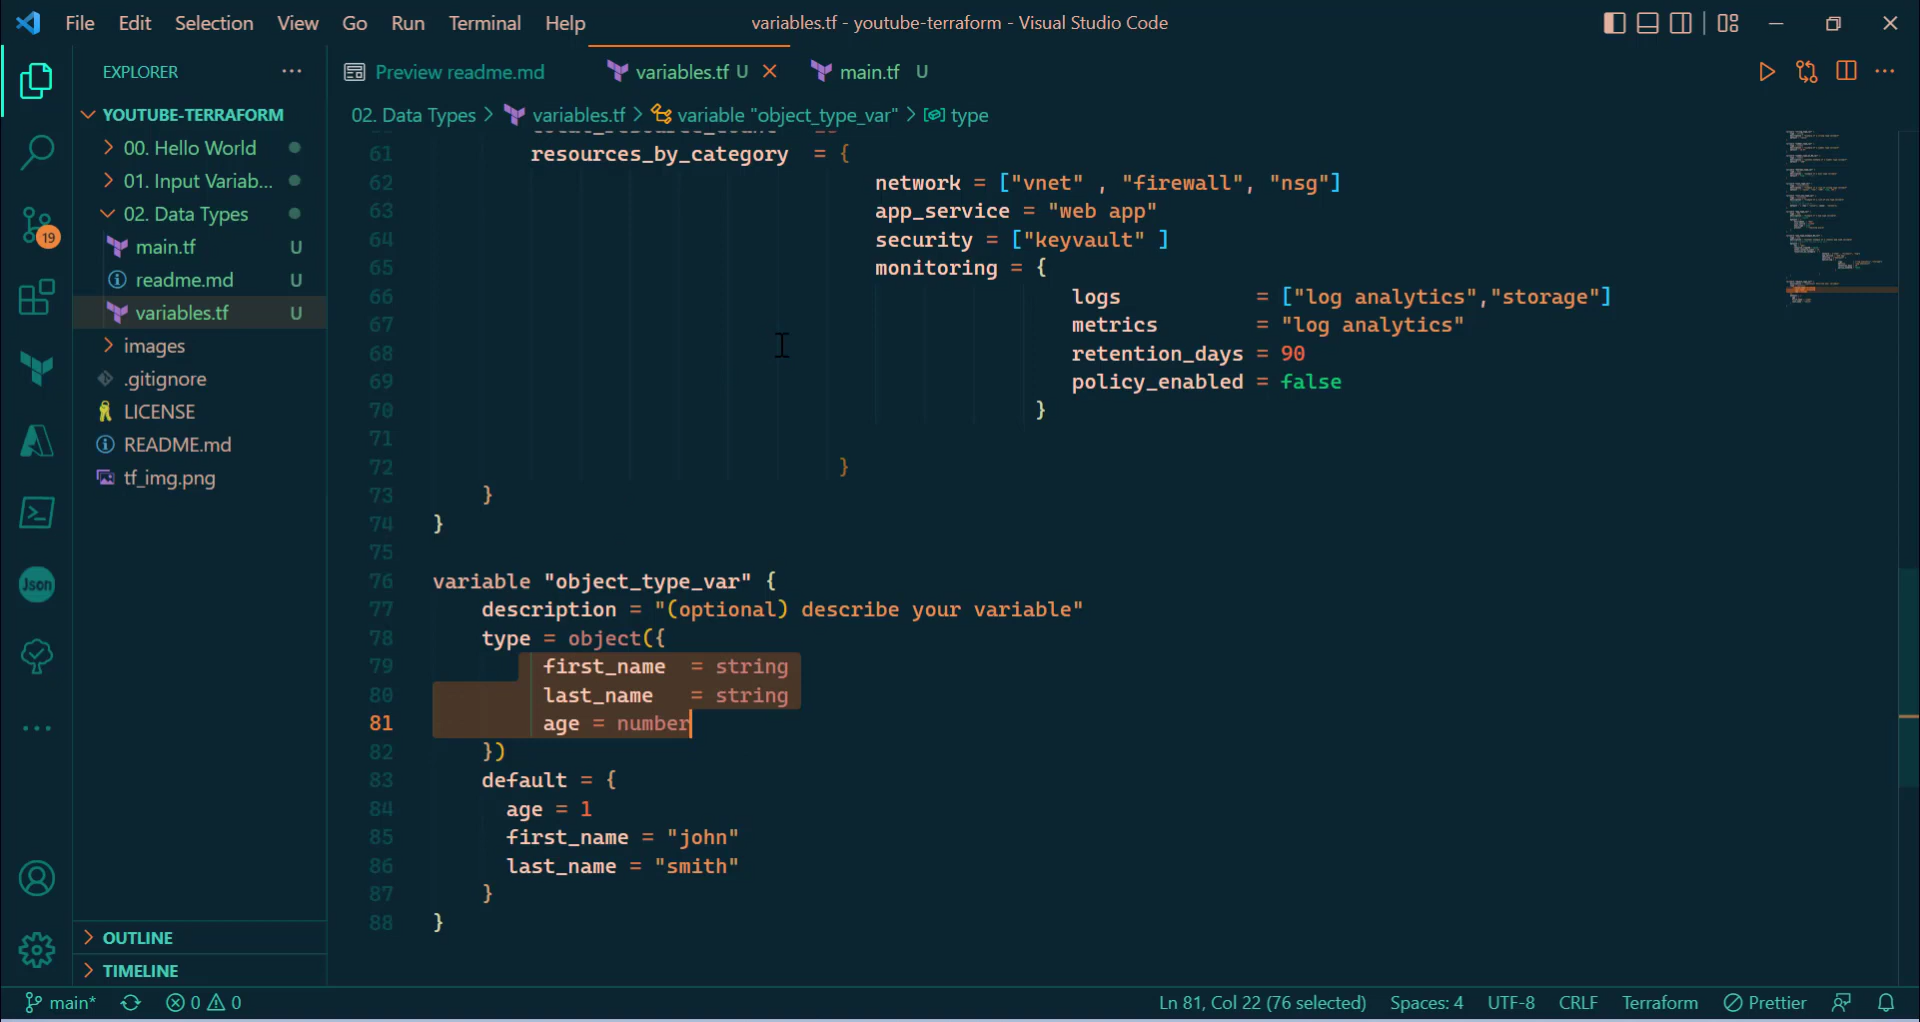 File Edit Selection View Go Run Terminal Help
variables.tf - youtube-terraform - Visual Studio Code
EXPLORER
Preview readme.md
variables.tf U
main.tf U
YOUTUBE-TERRAFORM
00. Hello World
01. Input Variab...
02. Data Types
main.tf U
readme.md U
variables.tf U
images
.gitignore
LICENSE
README.md
tf_img.png
OUTLINE
TIMELINE
19
Json
02. Data Types > variables.tf > variable "object_type_var" > type
61 resources_by_category = {
62 network = ["vnet" , "firewall", "nsg"]
63 app_service = "web app"
64 security = ["keyvault" ]
65 monitoring = {
66 logs = ["log analytics","storage"]
67 metrics = "log analytics"
68 retention_days = 90
69 policy_enabled = false
70 }
71
72 }
73 }
74 }
75
76 variable "object_type_var" {
77 description = "(optional) describe your variable"
78 type = object({
79 first_name = string
80 last_name = string
81 age = number
82 })
83 default = {
84 age = 1
85 first_name = "john"
86 last_name = "smith"
87 }
88 }
main* 0 0
Ln 81, Col 22 (76 selected) Spaces: 4 UTF-8 CRLF Terraform Prettier